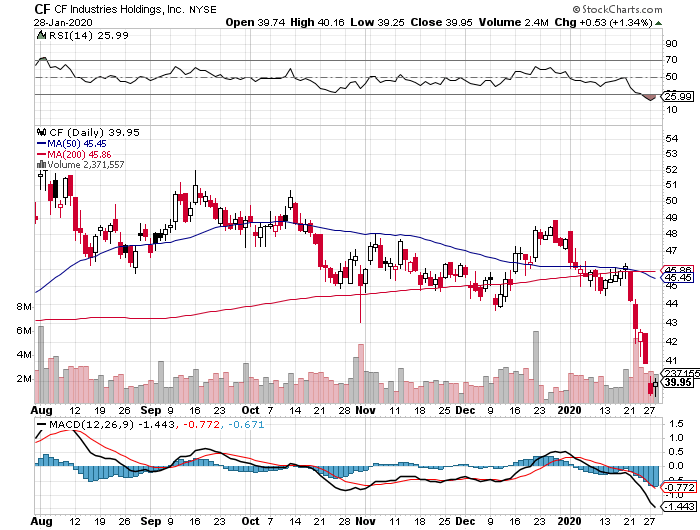 CF CF Industries Holdings, Inc. NYSE © StockCharts.com
28-Jan-2020 Open 39.74 High 40.16 Low 39.25 Close 39.95 Volume 2.4M Chg +0.53 (+1.34%)
RSI(14) 25.99
90
70
50
30
25.99
10
CF (Daily) 39.95
MA(50) 45.45
MA(200) 45.86
Volume 2,371,557
54
53
52
51
50
49
48
47
46
45.86
45.45
45
44
43
42
41
39.95
8M
6M
4M
2M
Aug 12 19 26 Sep 9 16 23 Oct 7 14 21 28 Nov 11 18 25 Dec 9 16 23 2020 13 21 27
MACD(12,26,9) -1.443, -0.772, -0.671
1.5
1.0
0.5
0.0
-0.5
-0.772
-1.0
-1.443
Aug 12 19 26 Sep 9 16 23 Oct 7 14 21 28 Nov 11 18 25 Dec 9 16 23 2020 13 21 27